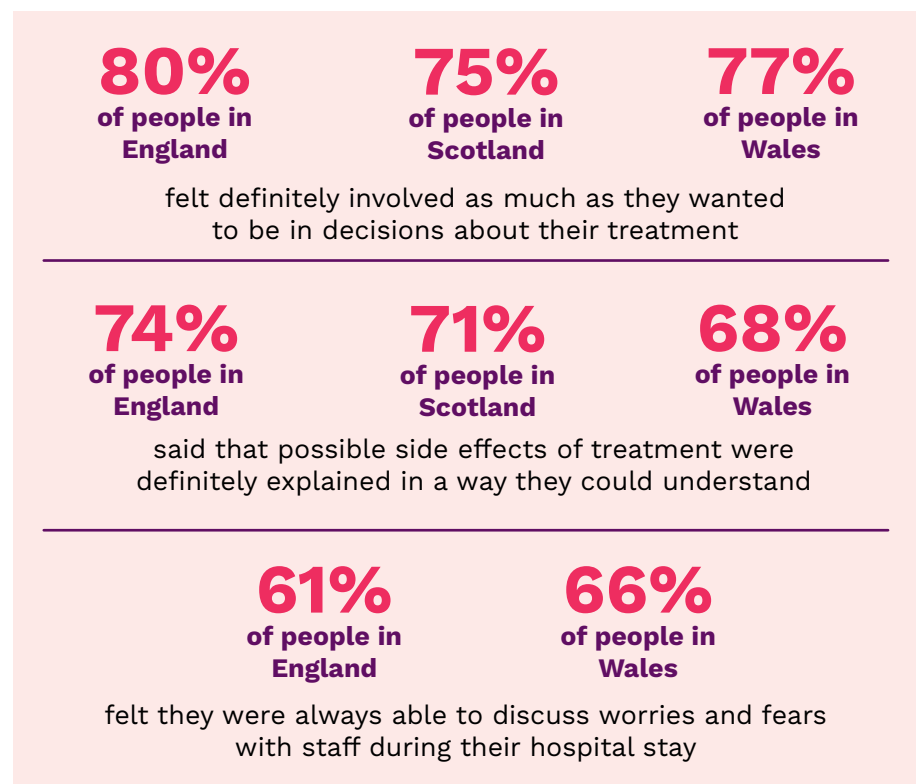 80% 75% 77%
of people in of people in of people in
England Scotland Wales
felt definitely involved as much as they wanted
to be in decisions about their treatment
74% 71% 68%
of people in of people in of people in
England Scotland Wales
said that possible side effects of treatment were
definitely explained in a way they could understand
61% 66%
of people in of people in
England Wales
felt they were always able to discuss worries and fears
with staff during their hospital stay